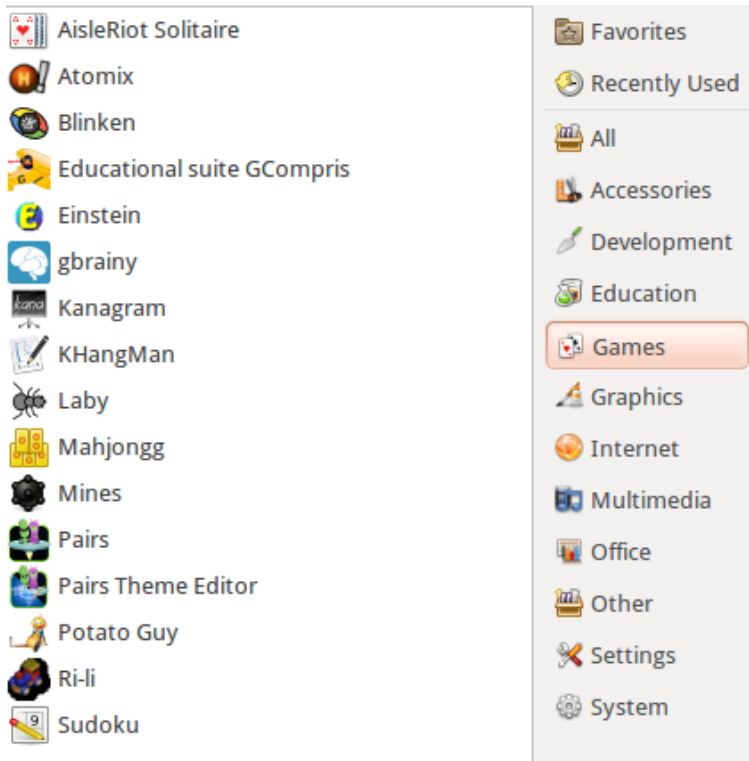 AisleRiot Solitaire
Atomix
Blinken
Educational suite GCompris
Einstein
gbrainy
Kanagram
KHangMan
Laby
Mahjongg
Mines
Pairs
Pairs Theme Editor
Potato Guy
Ri-li
Sudoku
Favorites
Recently Used
All
Accessories
Development
Education
Games
Graphics
Internet
Multimedia
Office
Other
Settings
System